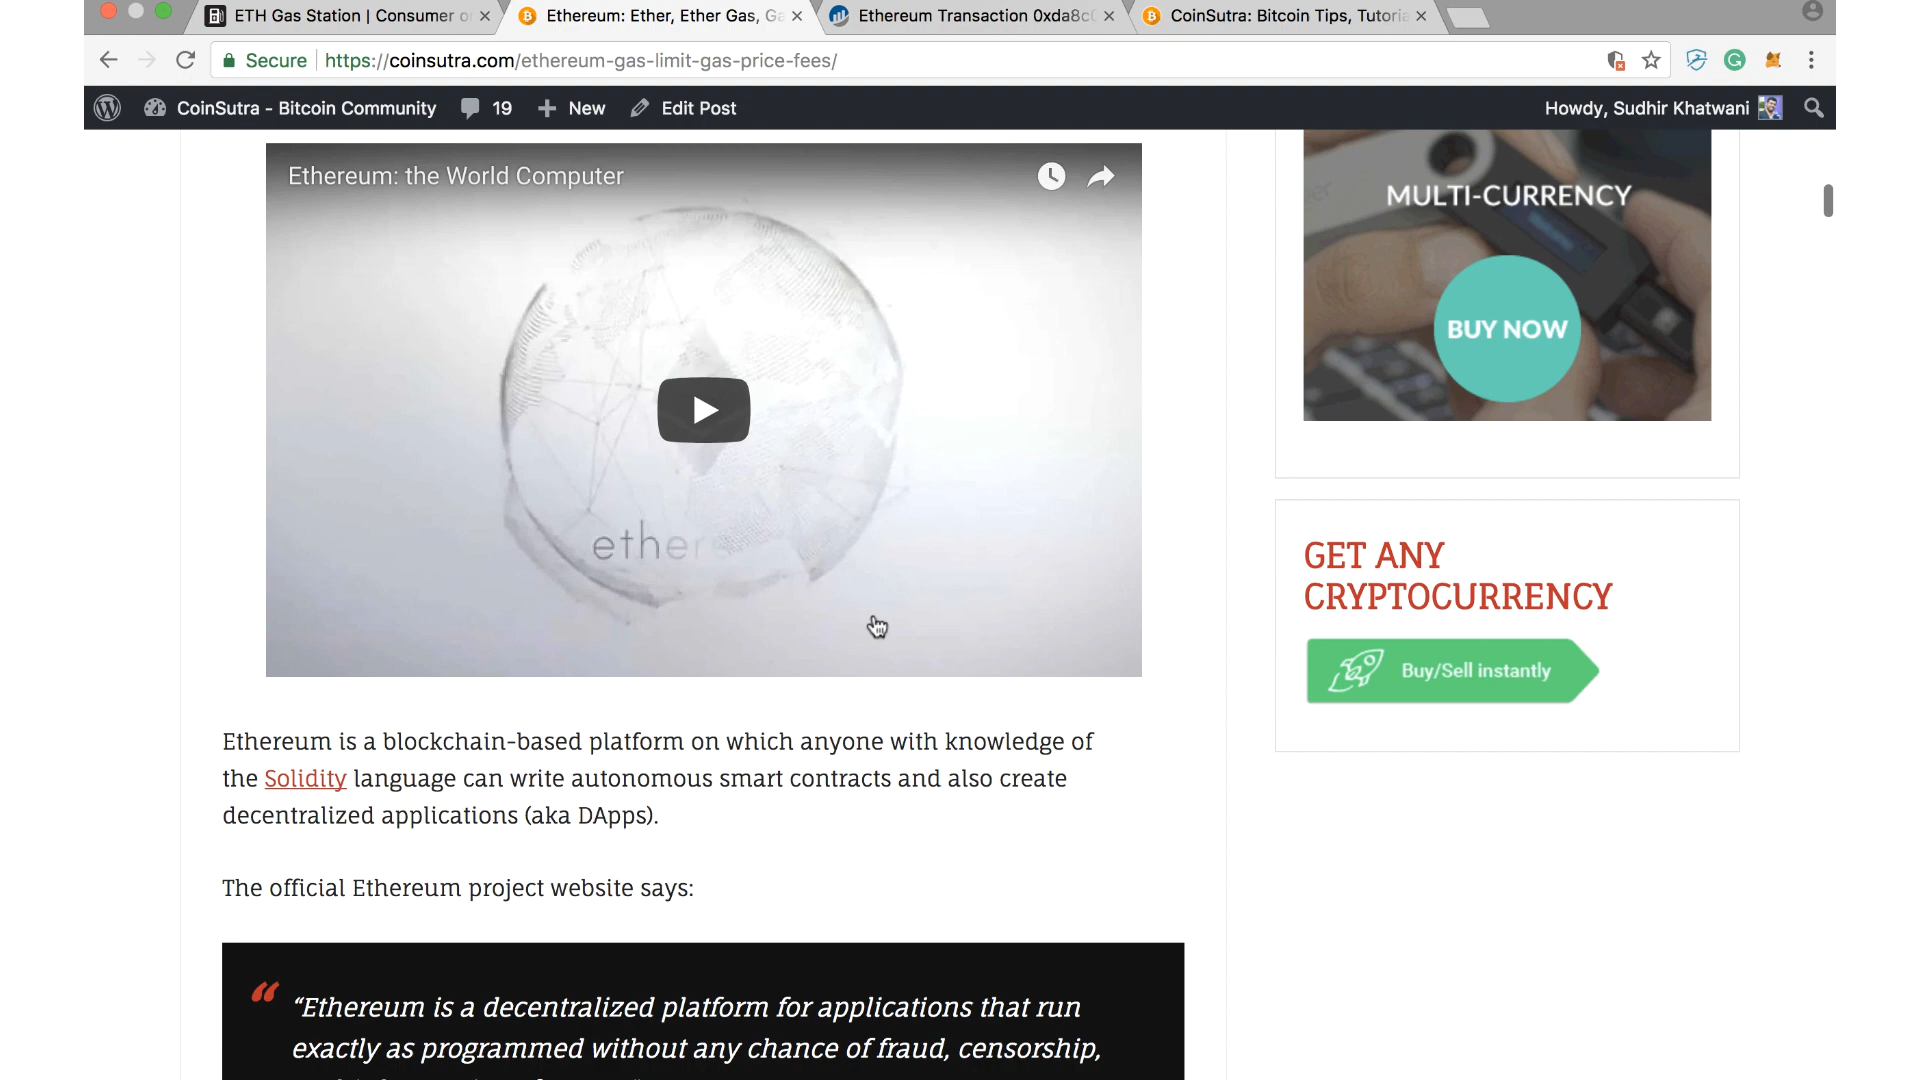 ETH Gas Station | Consumer
Ethereum: Ether, Ether Gas,
Ethereum Transaction 0xda8c
CoinSutra: Bitcoin Tips, Tutoria
Secure
https://coinsutra.com/ethereum-gas-limit-gas-price-fees/
CoinSutra - Bitcoin Community
19
New
Edit Post
Howdy, Sudhir Khatwani
Ethereum: the World Computer
ethere
MULTI-CURRENCY
BUY NOW
GET ANY
CRYPTOCURRENCY
Buy/Sell instantly
Ethereum is a blockchain-based platform on which anyone with knowledge of
the Solidity language can write autonomous smart contracts and also create
decentralized applications (aka DApps).
The official Ethereum project website says:
“Ethereum is a decentralized platform for applications that run
exactly as programmed without any chance of fraud, censorship,